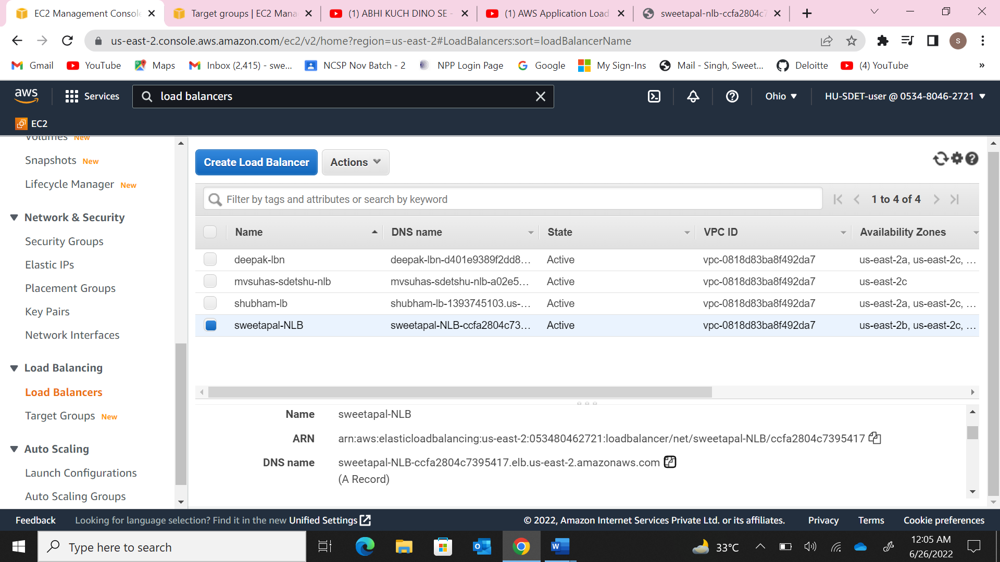 EC2 Management Console
Target groups | EC2 Mana
(1) ABHI KUCH DINO SE -
(1) AWS Application Load
sweetapal-nlb-ccfa2804c7
us-east-2.console.aws.amazon.com/ec2/v2/home?region=us-east-2#LoadBalancers:sort=loadBalancerName
s
Gmail
YouTube
Maps
Inbox (2,415) - swe...
NCSP Nov Batch - 2
NPP Login Page
Google
My Sign-Ins
Mail - Singh, Sweet...
Deloitte
(4) YouTube
»
aws
Services
load balancers
Ohio
HU-SDET-user @ 0534-8046-2721
EC2
Volumes New
Snapshots New
Lifecycle Manager New
Network & Security
Security Groups
Elastic IPs
Placement Groups
Key Pairs
Network Interfaces
Load Balancing
Load Balancers
Target Groups New
Auto Scaling
Launch Configurations
Auto Scaling Groups
Create Load Balancer
Actions
Filter by tags and attributes or search by keyword
1 to 4 of 4
Name DNS name State VPC ID Availability Zones
deepak-lbn deepak-lbn-d401e9389f2dd8... Active vpc-0818d83ba8f492da7 us-east-2a, us-east-2c, ...
mvsuhas-sdetshu-nlb mvsuhas-sdetshu-nlb-a02e5... Active vpc-0818d83ba8f492da7 us-east-2c
shubham-lb shubham-lb-1393745103.us-... Active vpc-0818d83ba8f492da7 us-east-2a, us-east-2c, ...
sweetapal-NLB sweetapal-NLB-ccfa2804c73... Active vpc-0818d83ba8f492da7 us-east-2b, us-east-2c, ...
Name sweetapal-NLB
ARN arn:aws:elasticloadbalancing:us-east-2:053480462721:loadbalancer/net/sweetapal-NLB/ccfa2804c7395417
DNS name sweetapal-NLB-ccfa2804c7395417.elb.us-east-2.amazonaws.com
(A Record)
Feedback Looking for language selection? Find it in the new Unified Settings
© 2022, Amazon Internet Services Private Ltd. or its affiliates. Privacy Terms Cookie preferences
Type here to search
33°C
12:05 AM
6/26/2022